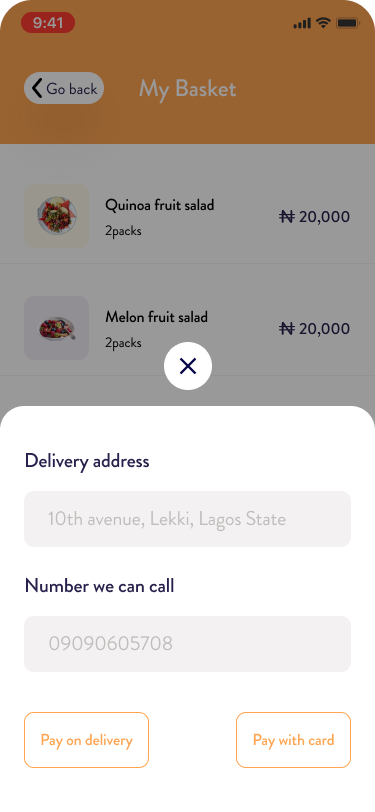 9:41
Go back
My Basket
Quinoa fruit salad
2packs
₦ 20,000
Melon fruit salad
2packs
₦ 20,000
Delivery address
10th avenue, Lekki, Lagos State
Number we can call
09090605708
Pay on delivery
Pay with card